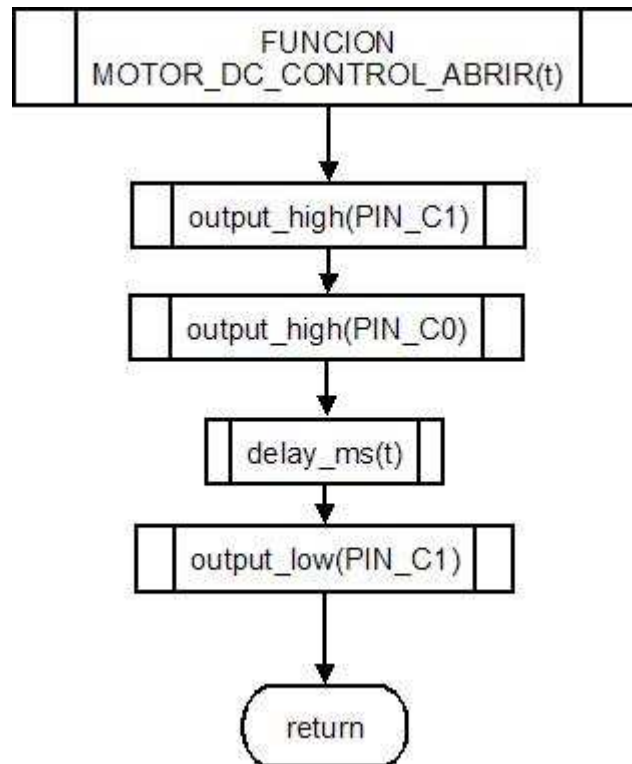 FUNCION
MOTOR_DC_CONTROL_ABRIR(t)
output_high(PIN_C1)
output_high(PIN_C0)
delay_ms(t)
output_low(PIN_C1)
return